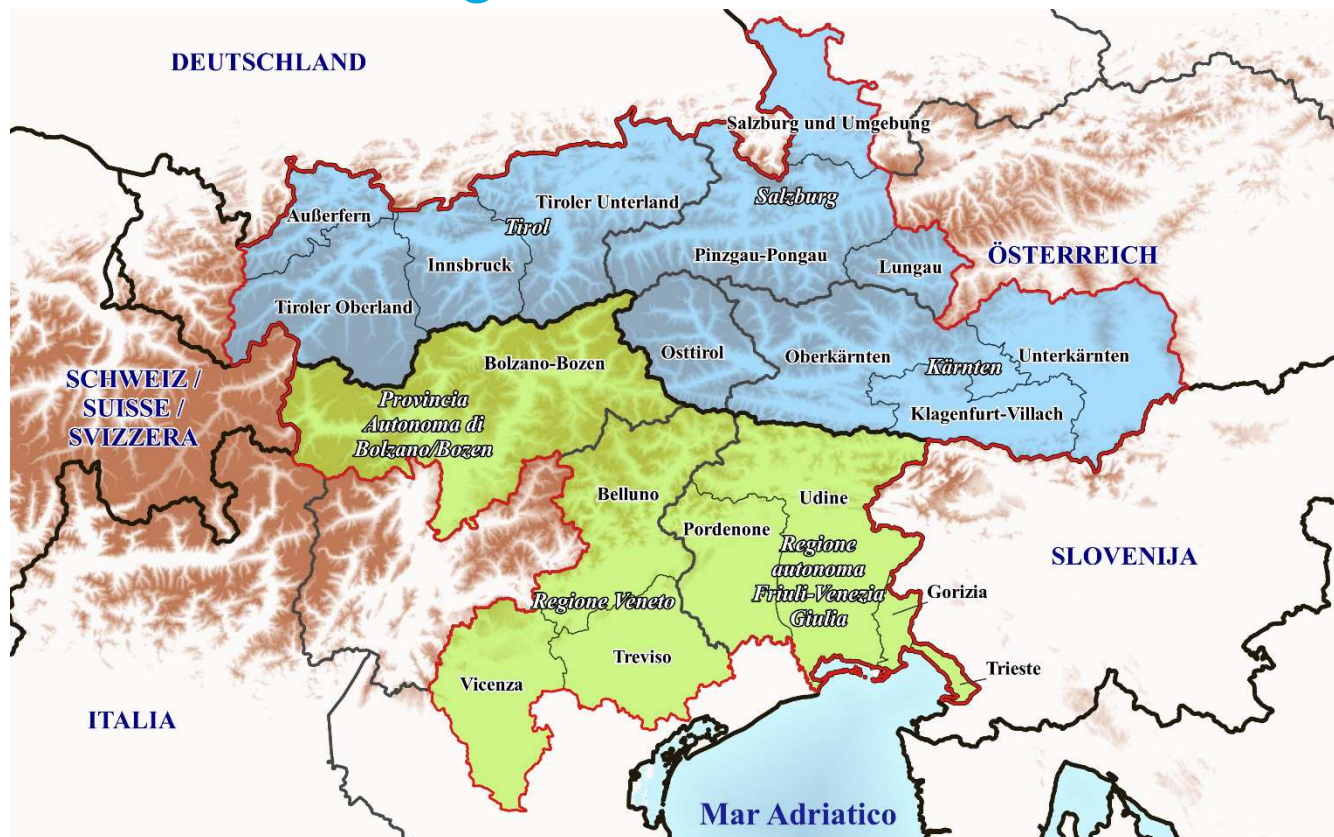 DEUTSCHLAND
Salzburg und Umgebung
Salzburg
Außerfern
Tiroler Unterland
Tirol
Innsbruck
Pinzgau-Pongau
Lungau
ÖSTERREICH
Tiroler Oberland
Bolzano-Bozen
Osttirol
Oberkärnten
Kärnten
Unterkärnten
Klagenfurt-Villach
SCHWEIZ /
SUISSE /
SVIZZERA
Provincia
Autonoma di
Bolzano/Bozen
Belluno
Udine
Pordenone
Regione
autonoma
Friuli-Venezia
Giulia
SLOVENIJA
Gorizia
Regione Veneto
Treviso
Vicenza
Trieste
ITALIA
Mar Adriatico